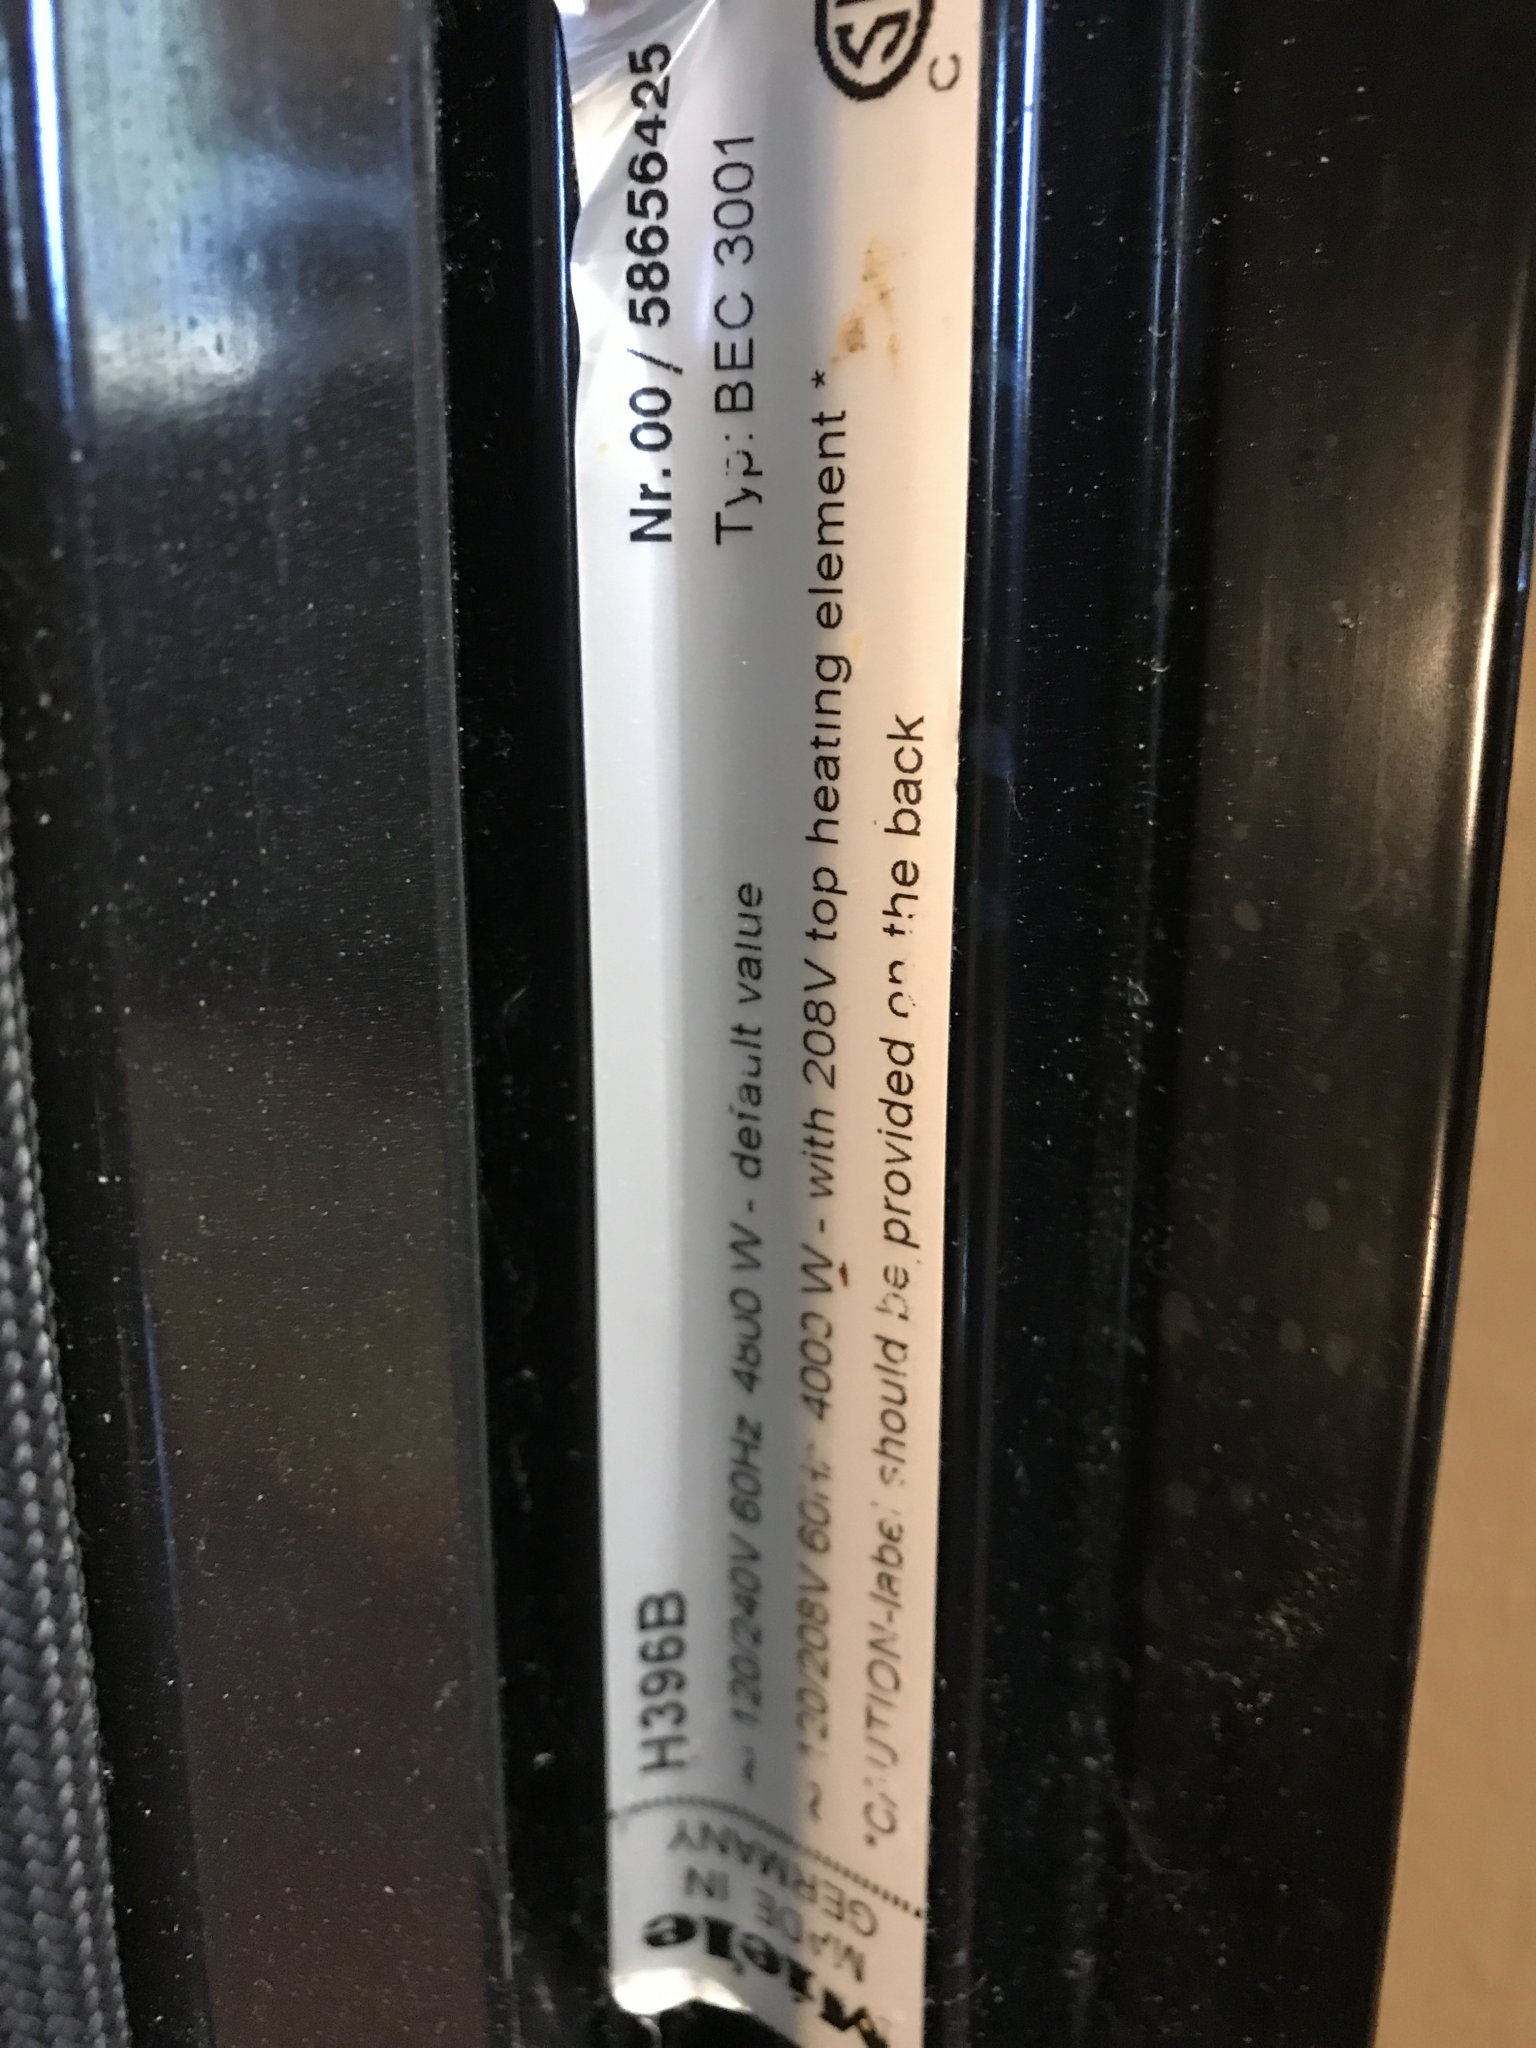 Miele
MADE IN
GERMANY
H396B Nr.00/58656425
~ 120/240V 60Hz 4800 W - default value Typ: BEC 3001
~ 120/208V 60Hz 4000 W - with 208V top heating element *
*CAUTION-label should be provided on the back
C